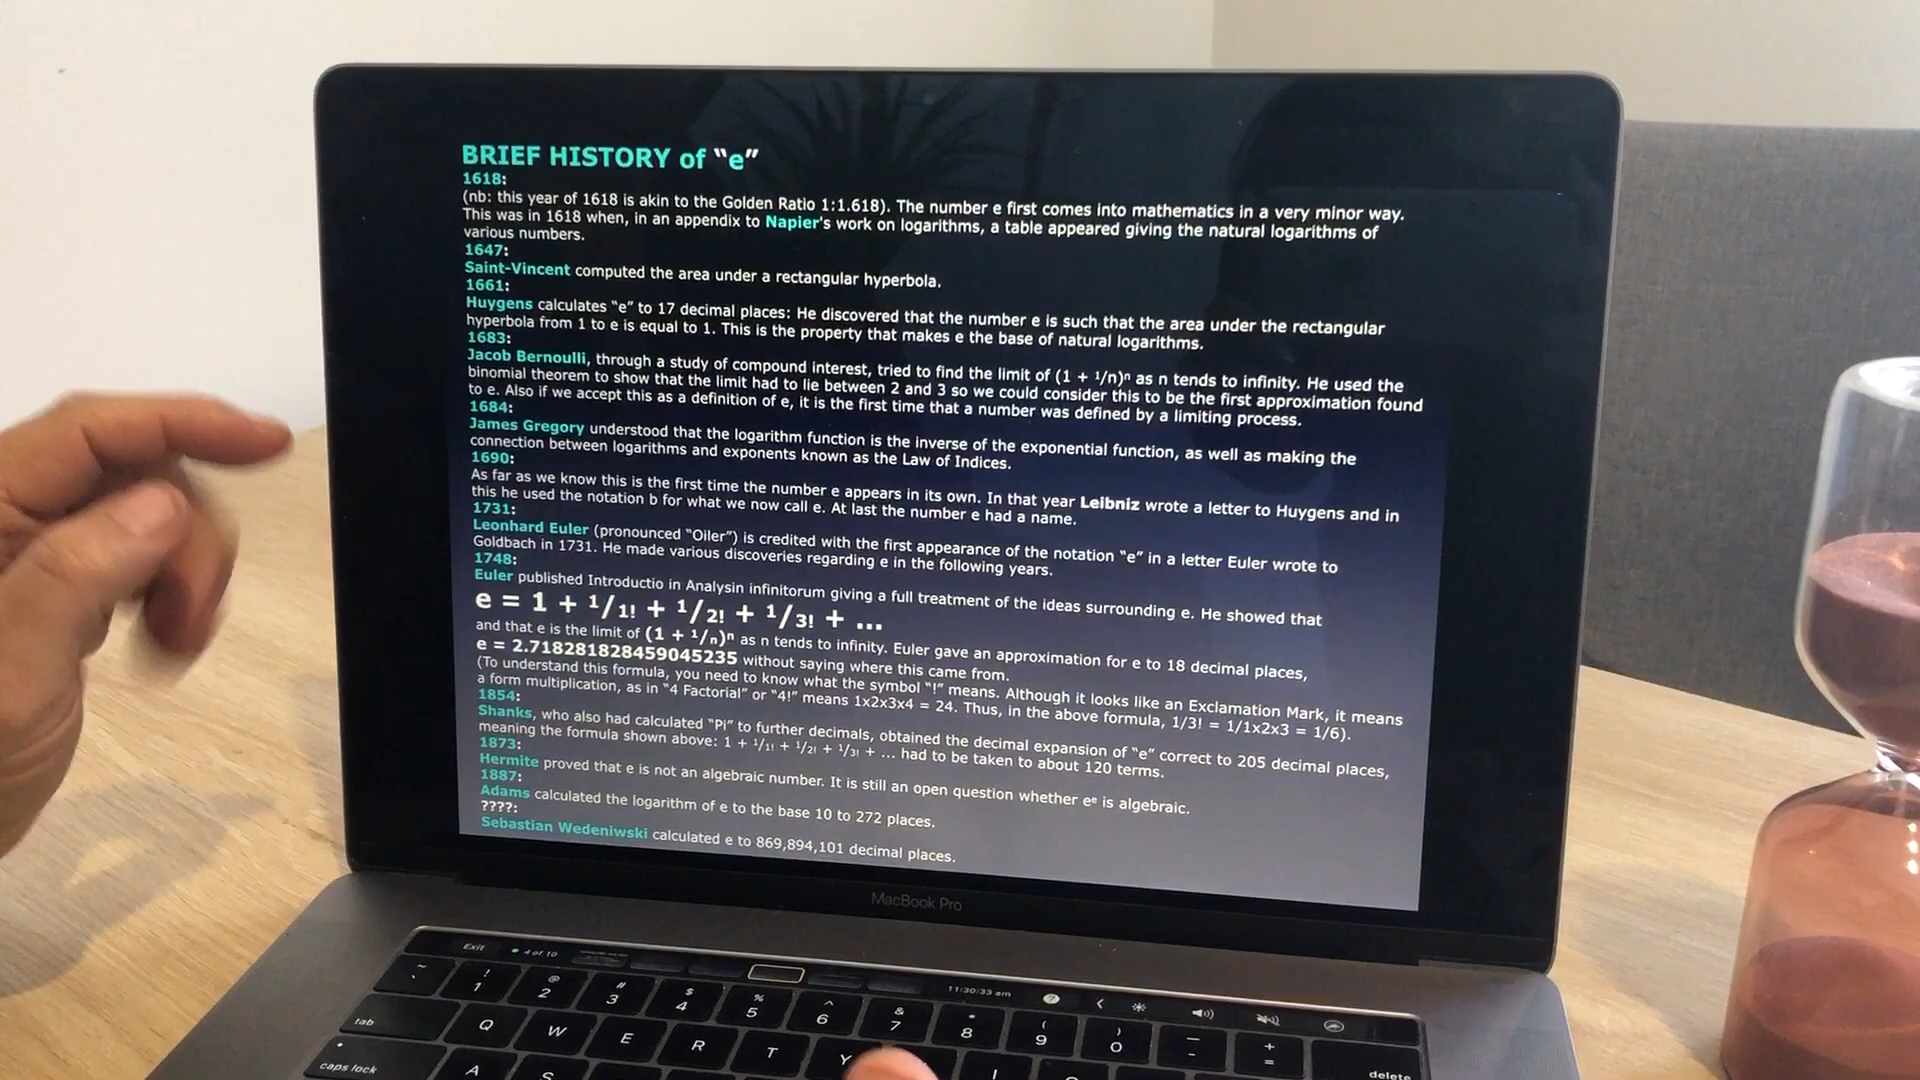 BRIEF HISTORY of “e”
1618:
(nb: this year of 1618 is akin to the Golden Ratio 1:1.618). The number e first comes into mathematics in a very minor way.
This was in 1618 when, in an appendix to Napier's work on logarithms, a table appeared giving the natural logarithms of
various numbers.
1647:
Saint-Vincent computed the area under a rectangular hyperbola.
1661:
Huygens calculates “e” to 17 decimal places: He discovered that the number e is such that the area under the rectangular
hyperbola from 1 to e is equal to 1. This is the property that makes e the base of natural logarithms.
1683:
Jacob Bernoulli, through a study of compound interest, tried to find the limit of (1 + ¹/n)ⁿ as n tends to infinity. He used the
binomial theorem to show that the limit had to lie between 2 and 3 so we could consider this to be the first approximation found
to e. Also if we accept this as a definition of e, it is the first time that a number was defined by a limiting process.
1684:
James Gregory understood that the logarithm function is the inverse of the exponential function, as well as making the
connection between logarithms and exponents known as the Law of Indices.
1690:
As far as we know this is the first time the number e appears in its own. In that year Leibniz wrote a letter to Huygens and in
this he used the notation b for what we now call e. At last the number e had a name.
1731:
Leonhard Euler (pronounced “Oiler”) is credited with the first appearance of the notation “e” in a letter Euler wrote to
Goldbach in 1731. He made various discoveries regarding e in the following years.
1748:
Euler published Introductio in Analysin infinitorum giving a full treatment of the ideas surrounding e. He showed that
e = 1 + ¹/1! + ¹/2! + ¹/3! + ...
and that e is the limit of (1 + ¹/n)ⁿ as n tends to infinity. Euler gave an approximation for e to 18 decimal places,
e = 2.718281828459045235 without saying where this came from.
(To understand this formula, you need to know what the symbol “!” means. Although it looks like an Exclamation Mark, it means
a form multiplication, as in “4 Factorial” or “4!” means 1x2x3x4 = 24. Thus, in the above formula, 1/3! = 1/1x2x3 = 1/6).
1854:
Shanks, who also had calculated “Pi” to further decimals, obtained the decimal expansion of “e” correct to 205 decimal places,
meaning the formula shown above: 1 + ¹/1! + ¹/2! + ¹/3! + ... had to be taken to about 120 terms.
1873:
Hermite proved that e is not an algebraic number. It is still an open question whether eᵉ is algebraic.
1887:
Adams calculated the logarithm of e to the base 10 to 272 places.
????:
Sebastian Wedeniwski calculated e to 869,894,101 decimal places.
MacBook Pro
Exit 4 of 10 11:30:33 am
~ ` ! 1 @ 2 # 3 $ 4 % 5 ^ 6 & 7 * 8 ( 9 ) 0 — - + = delete
tab Q W E R T Y
caps lock A S